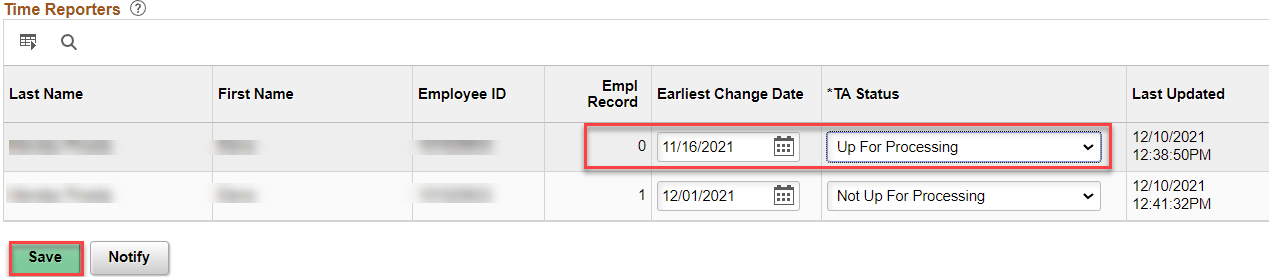 Time Reporters ?
Last Name First Name Employee ID Empl Record Earliest Change Date *TA Status Last Updated
0 11/16/2021 Up For Processing 12/10/2021 12:38:50PM
1 12/01/2021 Not Up For Processing 12/10/2021 12:41:32PM
Save Notify